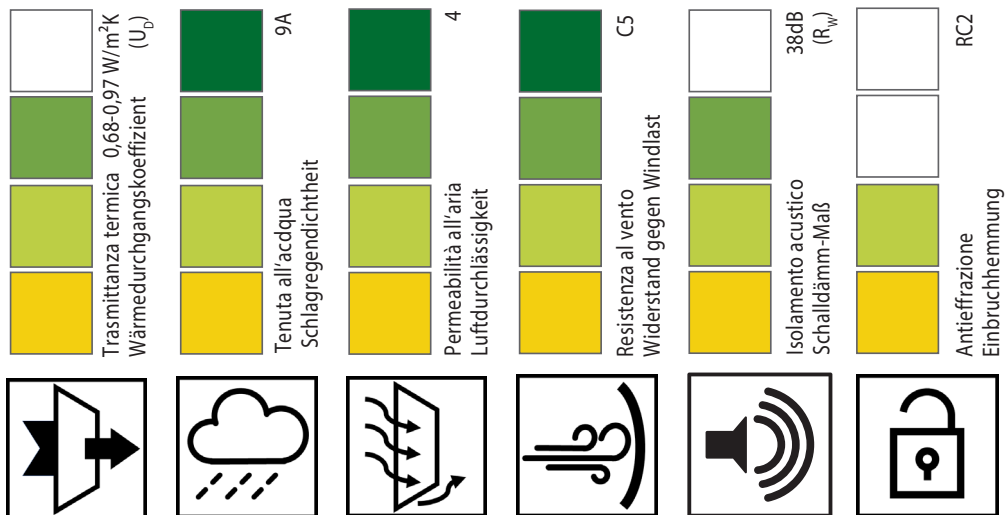 Trasmittanza termica 0,68-0,97 W/m²K
Wärmedurchgangskoeffizient (U_D)
Tenuta all'acdqua 9A
Schlagregendichtheit
Permeabilità all'aria 4
Luftdurchlässigkeit
Resistenza al vento C5
Widerstand gegen Windlast
Isolamento acustico 38dB
Schalldämm-Maß (R_W)
Antieffrazione RC2
Einbruchhemmung